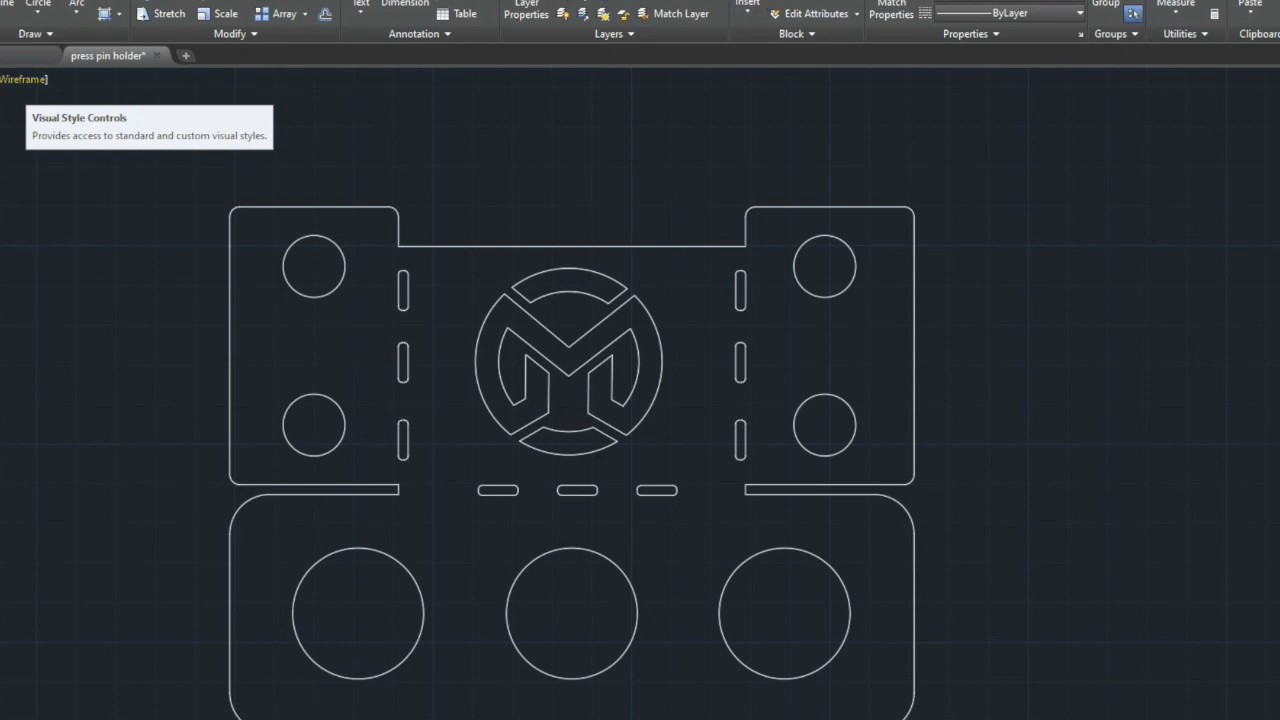 Circle Arc Text Dimension Layer Insert Match Group Measure Paste
Stretch Scale Array Table Properties Match Layer Edit Attributes Properties ByLayer
Draw Modify Annotation Layers Block Properties Groups Utilities Clipboard
press pin holder*
Wireframe]
Visual Style Controls
Provides access to standard and custom visual styles.